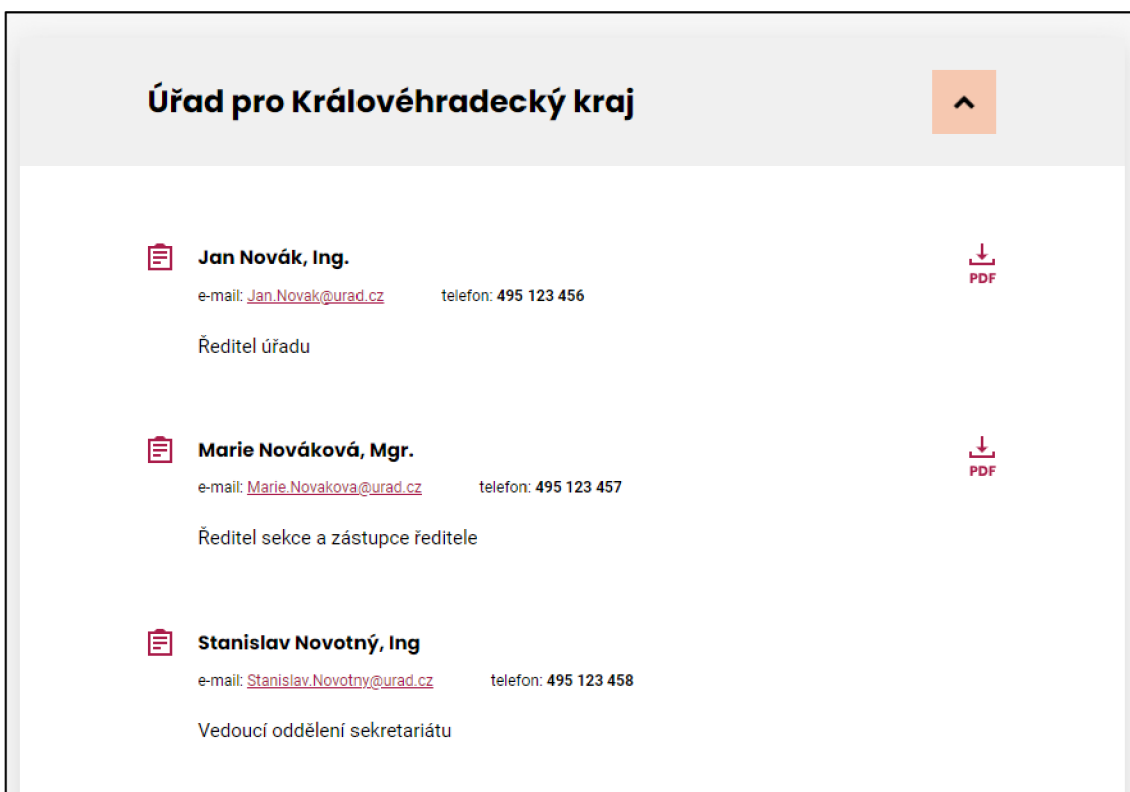 Úřad pro Královéhradecký kraj
Jan Novák, Ing.
PDF
e-mail: Jan.Novak@urad.cz telefon: 495 123 456
Ředitel úřadu
Marie Nováková, Mgr.
PDF
e-mail: Marie.Novakova@urad.cz telefon: 495 123 457
Ředitel sekce a zástupce ředitele
Stanislav Novotný, Ing
e-mail: Stanislav.Novotny@urad.cz telefon: 495 123 458
Vedoucí oddělení sekretariátu